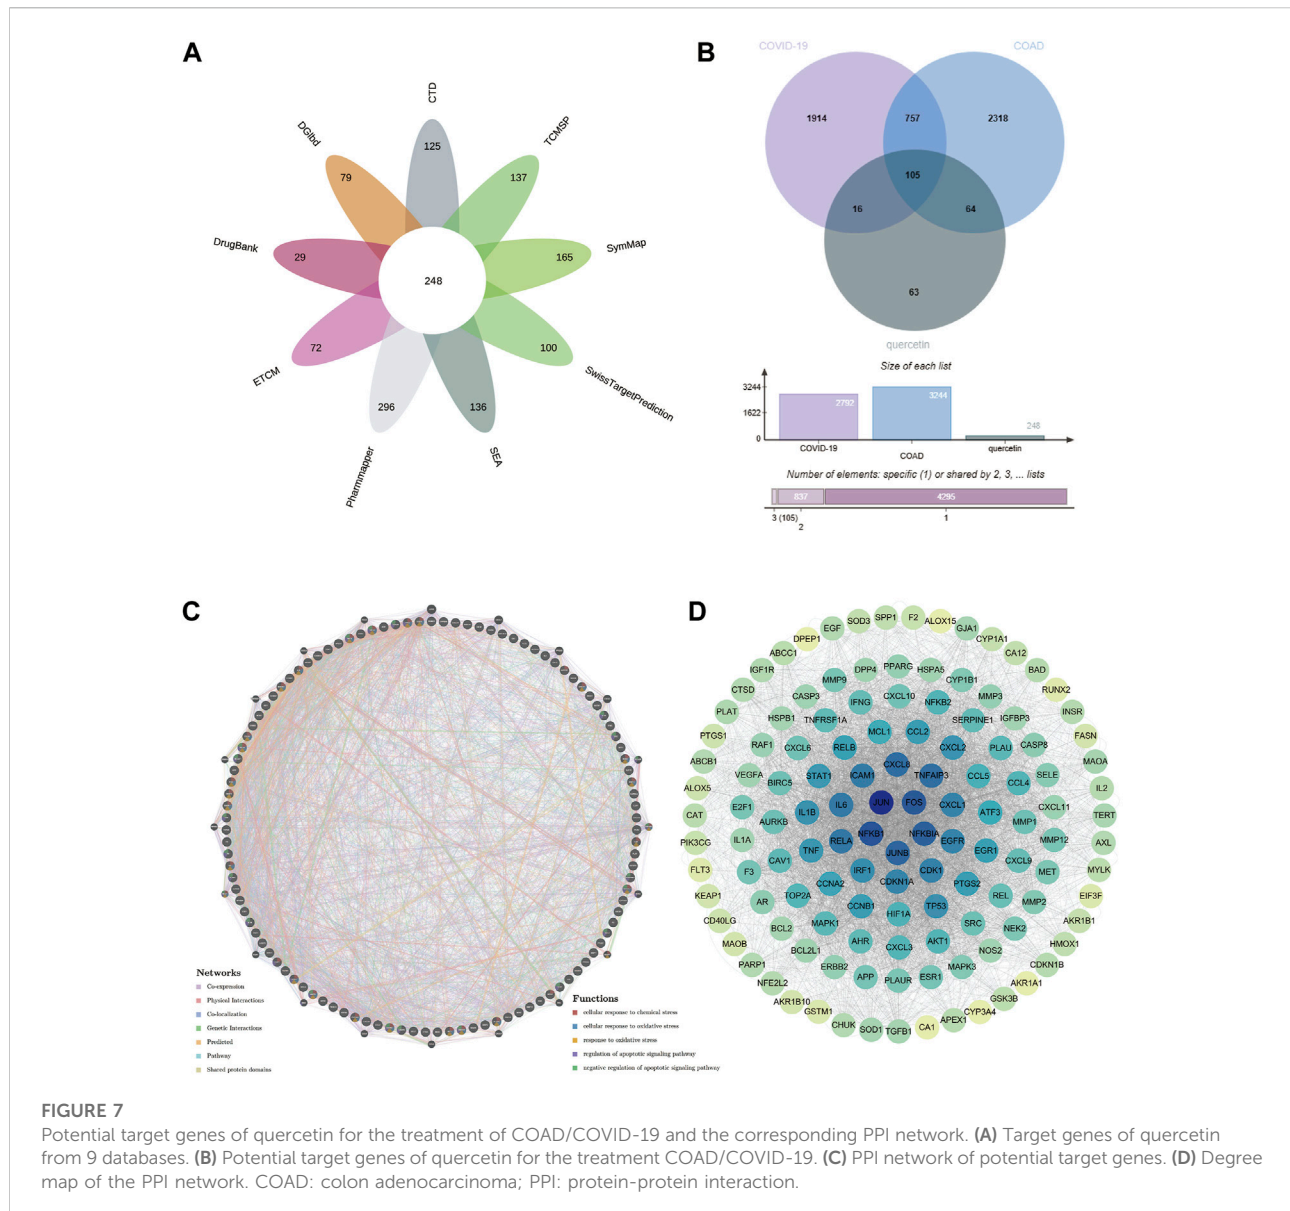 A
CTD
125
TCMSP
137
SymMap
165
SwissTargetPrediction
100
SEA
136
Pharmmapper
296
ETCM
72
DrugBank
29
DGIbd
79
248
B
COVID-19
COAD
1914
757
2318
105
16
64
63
quercetin
Size of each list
3244
1622
0
2792
3244
248
COVID-19
COAD
quercetin
Number of elements: specific (1) or shared by 2, 3, ... lists
837
4295
3 (105)
2
1
C
Networks
Co-expression
Physical Interactions
Co-localization
Genetic Interactions
Predicted
Pathway
Shared protein domains
Functions
cellular response to chemical stress
cellular response to oxidative stress
response to oxidative stress
regulation of apoptotic signaling pathway
negative regulation of apoptotic signaling pathway
D
SPP1
F2
SOD3
ALOX15
EGF
GJA1
DPEP1
CYP1A1
ABCC1
CA12
IGF1R
BAD
CTSD
RUNX2
PLAT
INSR
PTGS1
FASN
ABCB1
MAOA
ALOX5
IL2
CAT
TERT
PIK3CG
AXL
FLT3
MYLK
KEAP1
EIF3F
CD40LG
AKR1B1
MAOB
HMOX1
PARP1
CDKN1B
NFE2L2
AKR1A1
AKR1B10
GSK3B
GSTM1
CYP3A4
CHUK
APEX1
SOD1
TGFB1
CA1
PPARG
HSPA5
DPP4
CYP1B1
MMP9
MMP3
CASP3
IGFBP3
HSPB1
CASP8
RAF1
SELE
VEGFA
CXCL11
E2F1
MMP12
IL1A
MET
F3
MMP2
AR
NEK2
BCL2
NOS2
BCL2L1
MAPK3
ERBB2
ESR1
APP
PLAUR
CXCL10
NFKB2
IFNG
SERPINE1
TNFRSF1A
PLAU
CXCL6
CCL4
BIRC5
MMP1
AURKB
CXCL9
CAV1
REL
TOP2A
SRC
MAPK1
AKT1
AHR
CXCL3
MCL1
CCL2
RELB
CXCL2
STAT1
CCL5
IL1B
ATF3
TNF
EGR1
CCNA2
PTGS2
CCNB1
TP53
HIF1A
CXCL8
ICAM1
TNFAIP3
IL6
CXCL1
RELA
EGFR
IRF1
CDK1
CDKN1A
JUN
FOS
NFKB1
NFKBIA
JUNB
FIGURE 7
Potential target genes of quercetin for the treatment of COAD/COVID-19 and the corresponding PPI network. (A) Target genes of quercetin
from 9 databases. (B) Potential target genes of quercetin for the treatment COAD/COVID-19. (C) PPI network of potential target genes. (D) Degree
map of the PPI network. COAD: colon adenocarcinoma; PPI: protein-protein interaction.